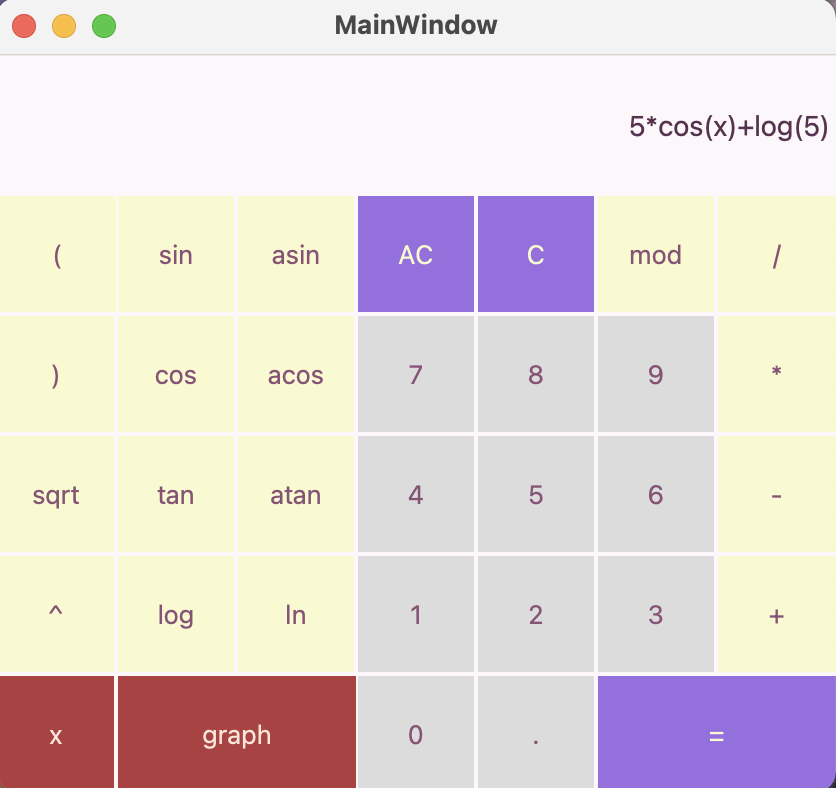 MainWindow
5*cos(x)+log(5)
( sin asin AC C mod /
) cos acos 7 8 9 *
sqrt tan atan 4 5 6 -
^ log ln 1 2 3 +
x graph 0 . =